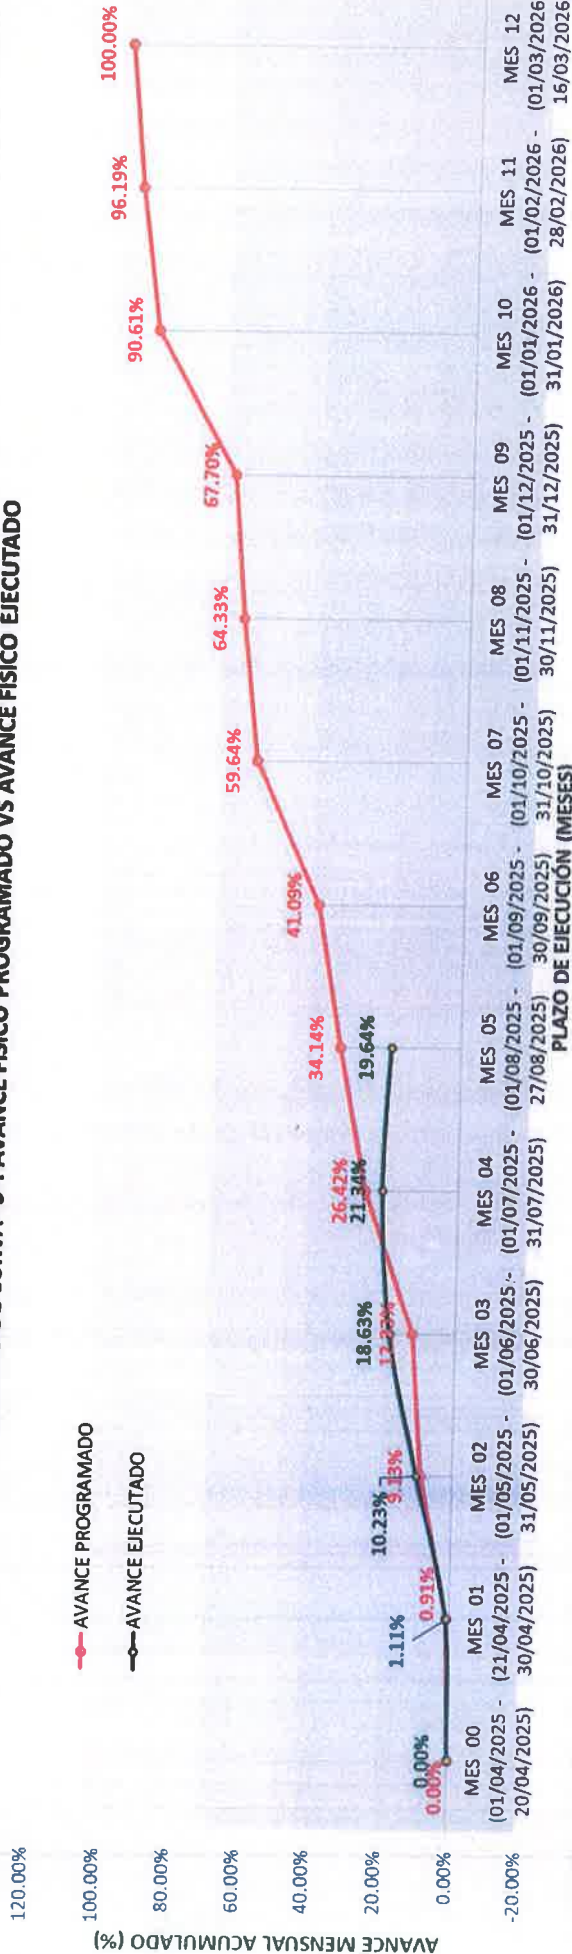 AVANCE FÍSICO PROGRAMADO VS AVANCE FÍSICO EJECUTADO
AVANCE PROGRAMADO
AVANCE EJECUTADO
AVANCE MENSUAL ACUMULADO (%)
120.00%
100.00%
80.00%
60.00%
40.00%
20.00%
0.00%
-20.00%
0.00%
0.91%
9.13%
26.42%
34.14%
41.09%
59.64%
64.33%
67.70%
90.61%
96.19%
100.00%
0.00%
1.11%
10.23%
18.63%
21.34%
19.64%
MES 00
(01/04/2025 -
20/04/2025)
MES 01
(21/04/2025 -
30/04/2025)
MES 02
(01/05/2025 -
31/05/2025)
MES 03
(01/06/2025 -
30/06/2025)
MES 04
(01/07/2025 -
31/07/2025)
MES 05
(01/08/2025 -
27/08/2025)
MES 06
(01/09/2025 -
30/09/2025)
MES 07
(01/10/2025 -
31/10/2025)
MES 08
(01/11/2025 -
30/11/2025)
MES 09
(01/12/2025 -
31/12/2025)
MES 10
(01/01/2026 -
31/01/2026)
MES 11
(01/02/2026 -
28/02/2026)
MES 12
(01/03/2026
16/03/2026
PLAZO DE EJECUCIÓN (MESES)